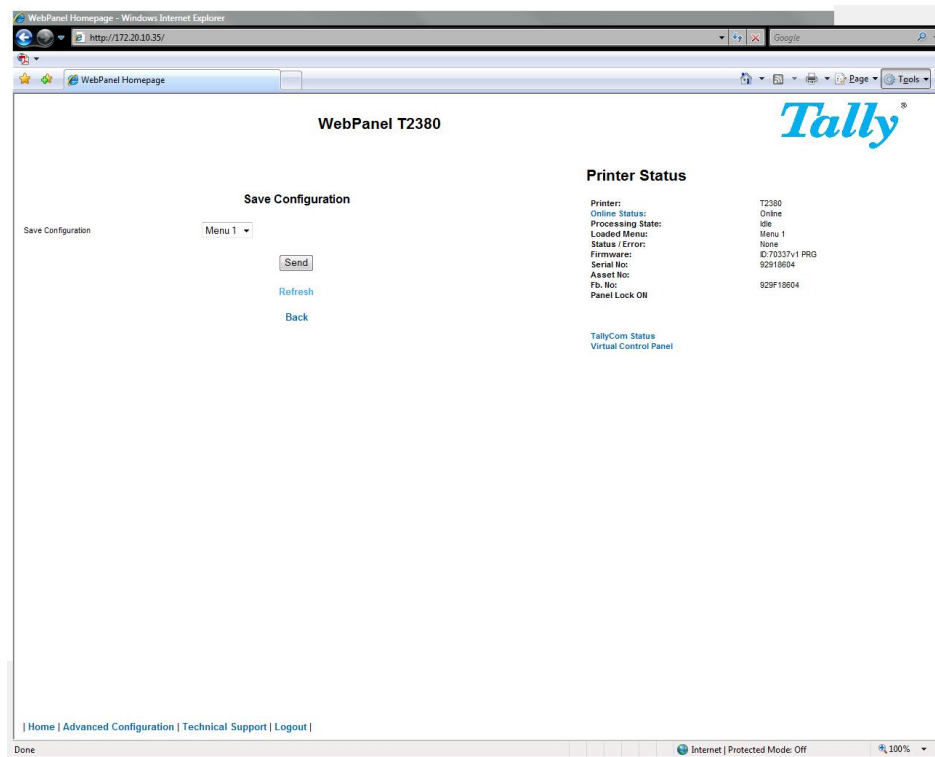 WebPanel Homepage - Windows Internet Explorer
http://172.20.10.35/
Google
WebPanel Homepage
Page
Tools
WebPanel T2380
Tally®
Save Configuration
Save Configuration
Menu 1
Send
Refresh
Back
Printer Status
Printer: T2380
Online Status: Online
Processing State: Idle
Loaded Menu: Menu 1
Status / Error: None
Firmware: ID:70337v1 PRG
Serial No: 92918604
Asset No:
Fb. No: 929F18604
Panel Lock ON
TallyCom Status
Virtual Control Panel
| Home | Advanced Configuration | Technical Support | Logout |
Done
Internet | Protected Mode: Off
100%